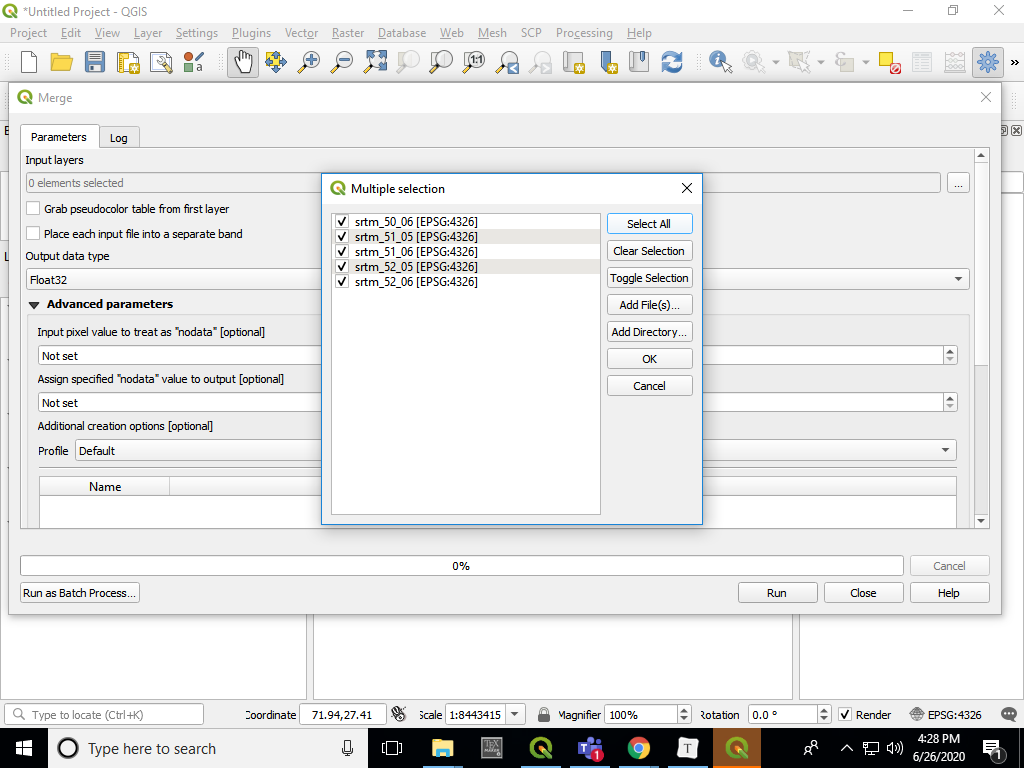 *Untitled Project - QGIS
Project Edit View Layer Settings Plugins Vector Raster Database Web Mesh SCP Processing Help
1:1
»
Merge
Parameters Log
Input layers
0 elements selected
...
Grab pseudocolor table from first layer
Place each input file into a separate band
Output data type
Float32
Advanced parameters
Input pixel value to treat as "nodata" [optional]
Not set
Assign specified "nodata" value to output [optional]
Not set
Additional creation options [optional]
Profile Default
Name
Multiple selection
srtm_50_06 [EPSG:4326]
srtm_51_05 [EPSG:4326]
srtm_51_06 [EPSG:4326]
srtm_52_05 [EPSG:4326]
srtm_52_06 [EPSG:4326]
Select All
Clear Selection
Toggle Selection
Add File(s)...
Add Directory...
OK
Cancel
0%
Cancel
Run as Batch Process...
Run Close Help
Type to locate (Ctrl+K)
Coordinate 71.94,27.41
Scale 1:8443415
Magnifier 100%
Rotation 0.0 °
Render
EPSG:4326
Type here to search
TEX
1
T
4:28 PM
6/26/2020
1